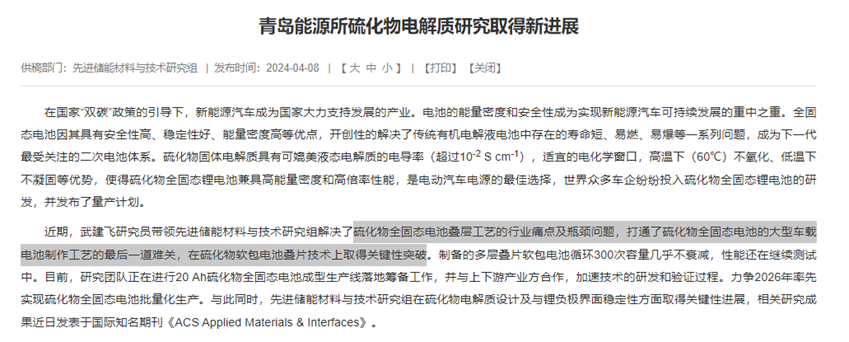 青岛能源所硫化物电解质研究取得新进展
供稿部门：先进储能材料与技术研究组 | 发布时间：2024-04-08 | 【大 中 小】 | 【打印】 【关闭】
在国家“双碳”政策的引导下，新能源汽车成为国家大力支持发展的产业。电池的能量密度和安全性成为实现新能源汽车可持续发展的重中之重。全固
态电池因其具有安全性高、稳定性好、能量密度高等优点，开创性的解决了传统有机电解液电池中存在的寿命短、易燃、易爆等一系列问题，成为下一代
最受关注的二次电池体系。硫化物固体电解质具有可媲美液态电解质的电导率（超过10-2 S cm-1），适宜的电化学窗口，高温下（60℃）不氧化、低温下
不凝固等优势，使得硫化物全固态锂电池兼具高能量密度和高倍率性能，是电动汽车电源的最佳选择，世界众多车企纷纷投入硫化物全固态锂电池的研
发，并发布了量产计划。
近期，武建飞研究员带领先进储能材料与技术研究组解决了硫化物全固态电池叠层工艺的行业痛点及瓶颈问题，打通了硫化物全固态电池的大型车载
电池制作工艺的最后一道难关，在硫化物软包电池叠片技术上取得关键性突破。制备的多层叠片软包电池循环300次容量几乎不衰减，性能还在继续测试
中。目前，研究团队正在进行20 Ah硫化物全固态电池成型生产线落地筹备工作，并与上下游产业方合作，加速技术的研发和验证过程。力争2026年率先
实现硫化物全固态电池批量化生产。与此同时，先进储能材料与技术研究组在硫化物电解质设计及与锂负极界面稳定性方面取得关键性进展，相关研究成
果近日发表于国际知名期刊《ACS Applied Materials & Interfaces》。